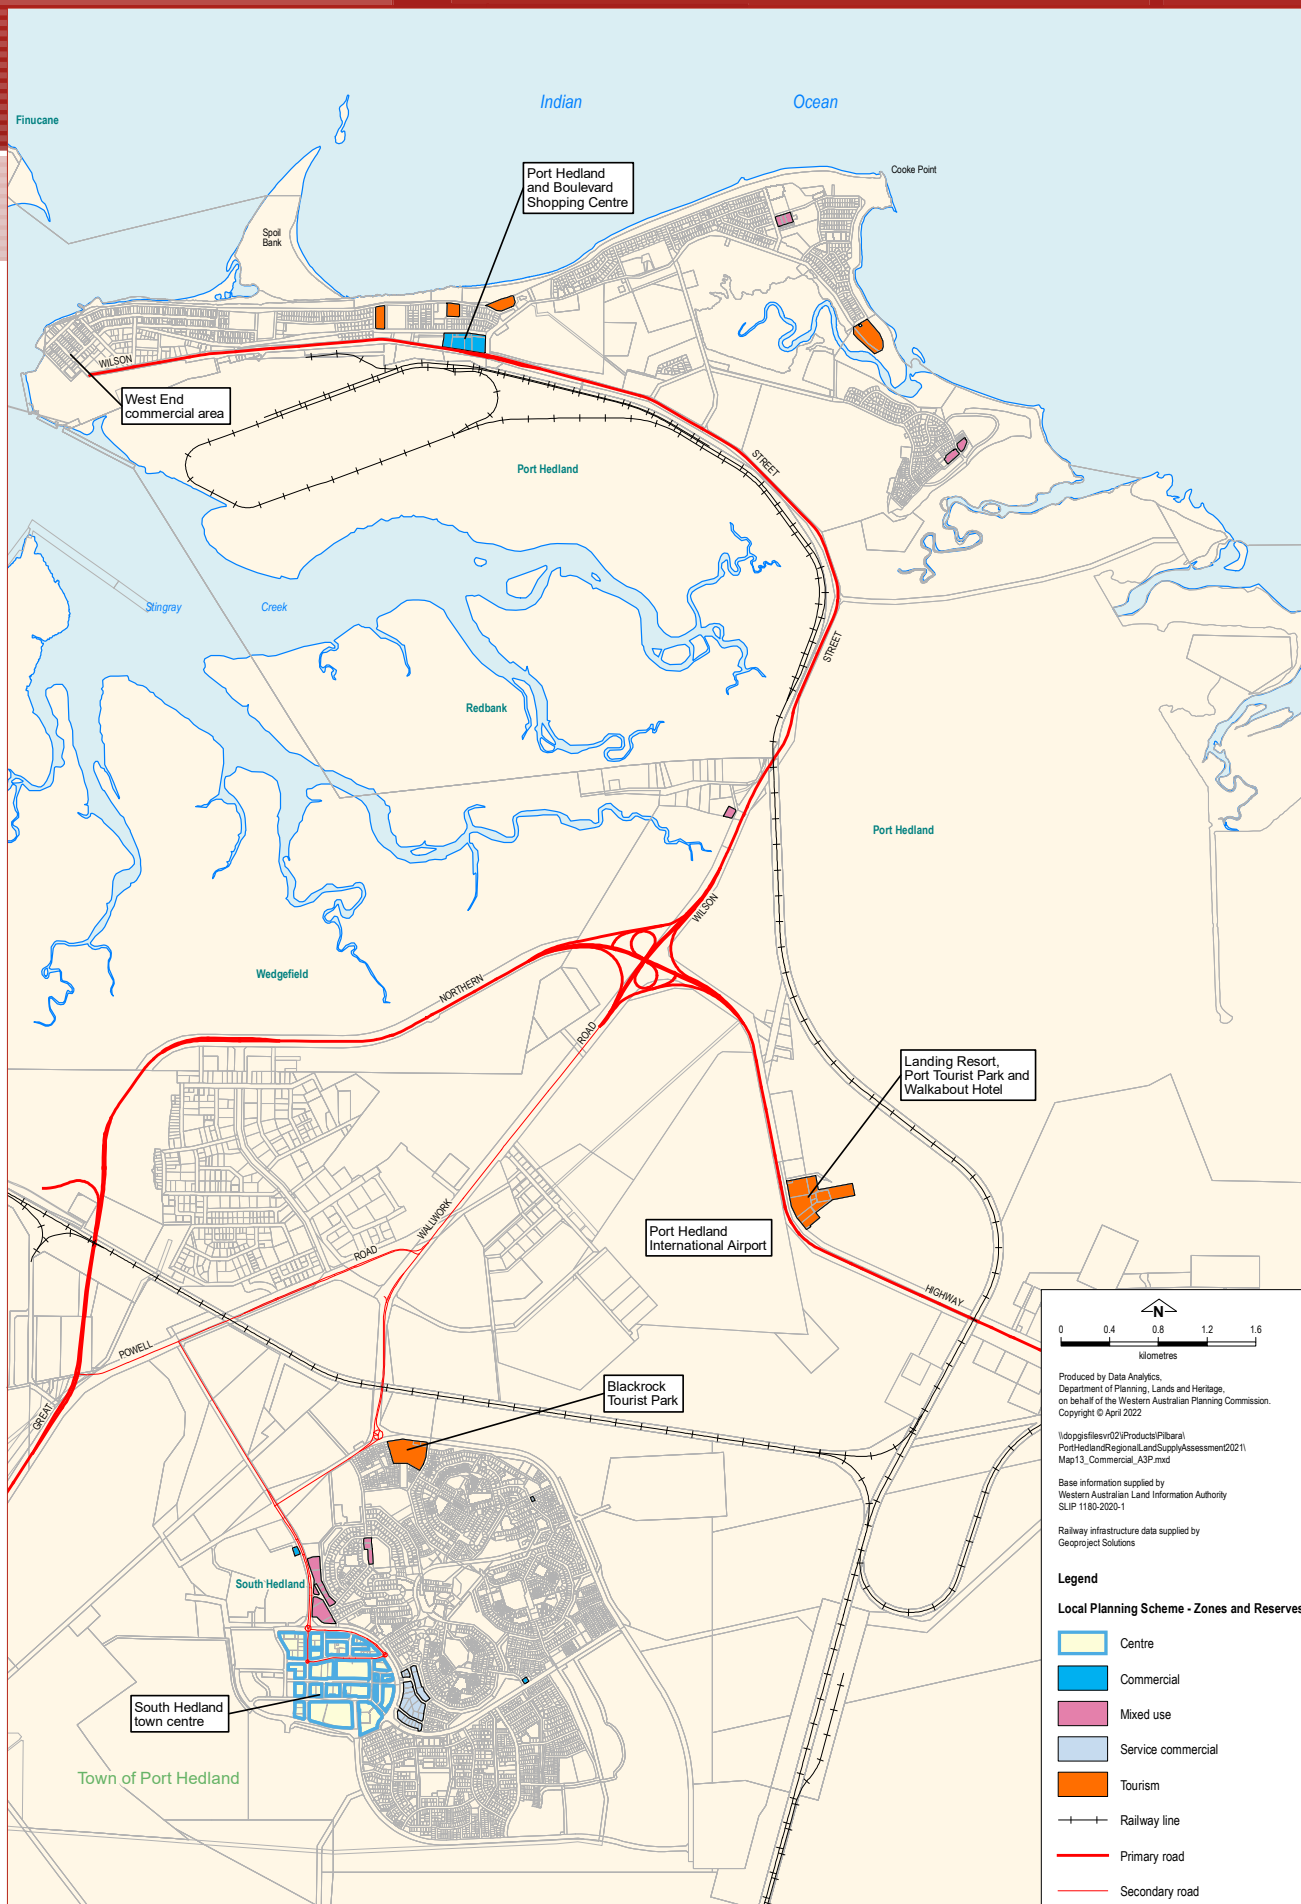 Indian Ocean
Finucane
Cooke Point
Port Hedland
and Boulevard
Shopping Centre
Spoil
Bank
WILSON
West End
commercial area
STREET
Port Hedland
Stingray Creek
STREET
Redbank
Port Hedland
WILSON
Wedgefield
NORTHERN
ROAD
Landing Resort,
Port Tourist Park and
Walkabout Hotel
WALLWORK
ROAD
Port Hedland
International Airport
HIGHWAY
POWELL
GREAT
Blackrock
Tourist Park
South Hedland
South Hedland
town centre
Town of Port Hedland
N
0 0.4 0.8 1.2 1.6
kilometres
Produced by Data Analytics,
Department of Planning, Lands and Heritage,
on behalf of the Western Australian Planning Commission.
Copyright © April 2022
\\dopgisfilesvr02\iProducts\Pilbara\
PortHedlandRegionalLandSupplyAssessment2021\
Map13_Commercial_A3P.mxd
Base information supplied by
Western Australian Land Information Authority
SLIP 1180-2020-1
Railway infrastructure data supplied by
Geoproject Solutions
Legend
Local Planning Scheme - Zones and Reserves
Centre
Commercial
Mixed use
Service commercial
Tourism
Railway line
Primary road
Secondary road